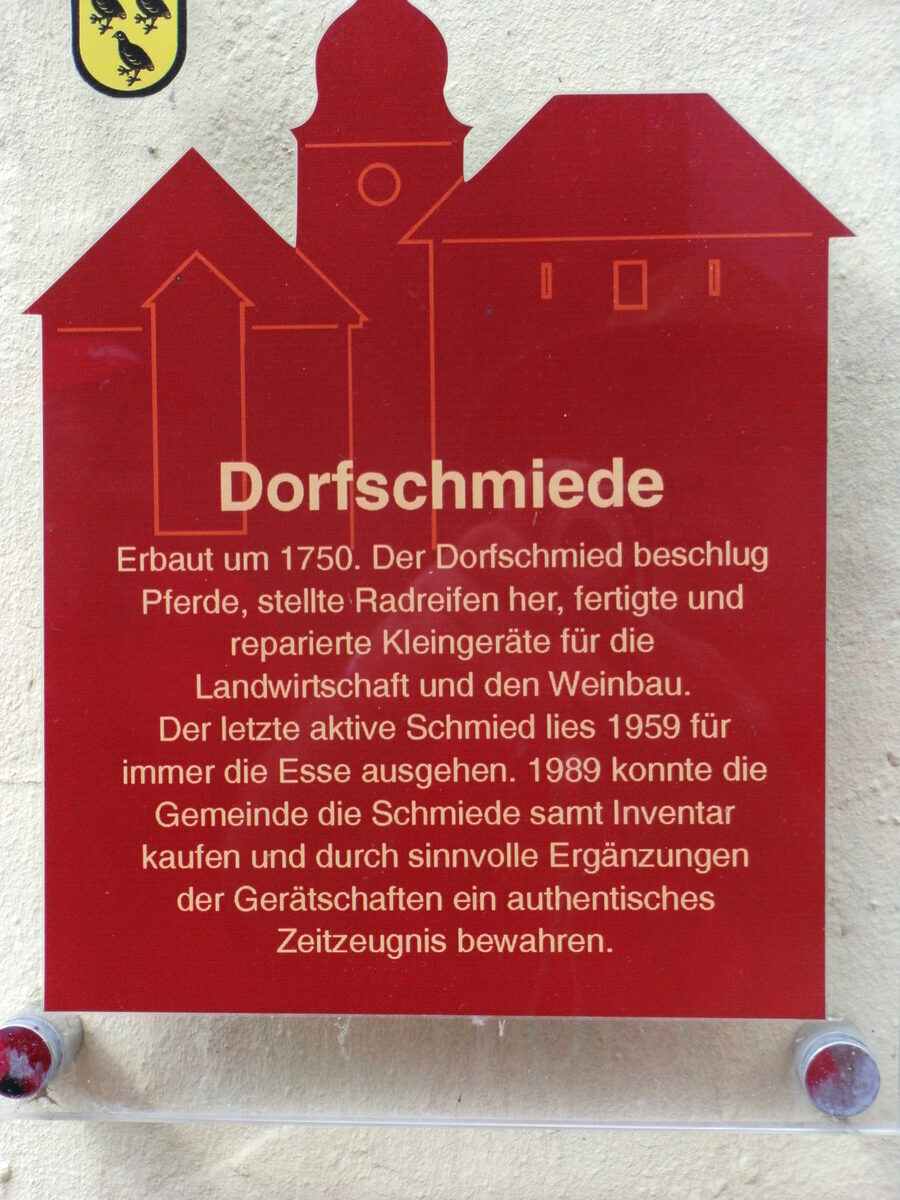 Dorfschmiede
Erbaut um 1750. Der Dorfschmied beschlug
Pferde, stellte Radreifen her, fertigte und
reparierte Kleingeräte für die
Landwirtschaft und den Weinbau.
Der letzte aktive Schmied lies 1959 für
immer die Esse ausgehen. 1989 konnte die
Gemeinde die Schmiede samt Inventar
kaufen und durch sinnvolle Ergänzungen
der Gerätschaften ein authentisches
Zeitzeugnis bewahren.